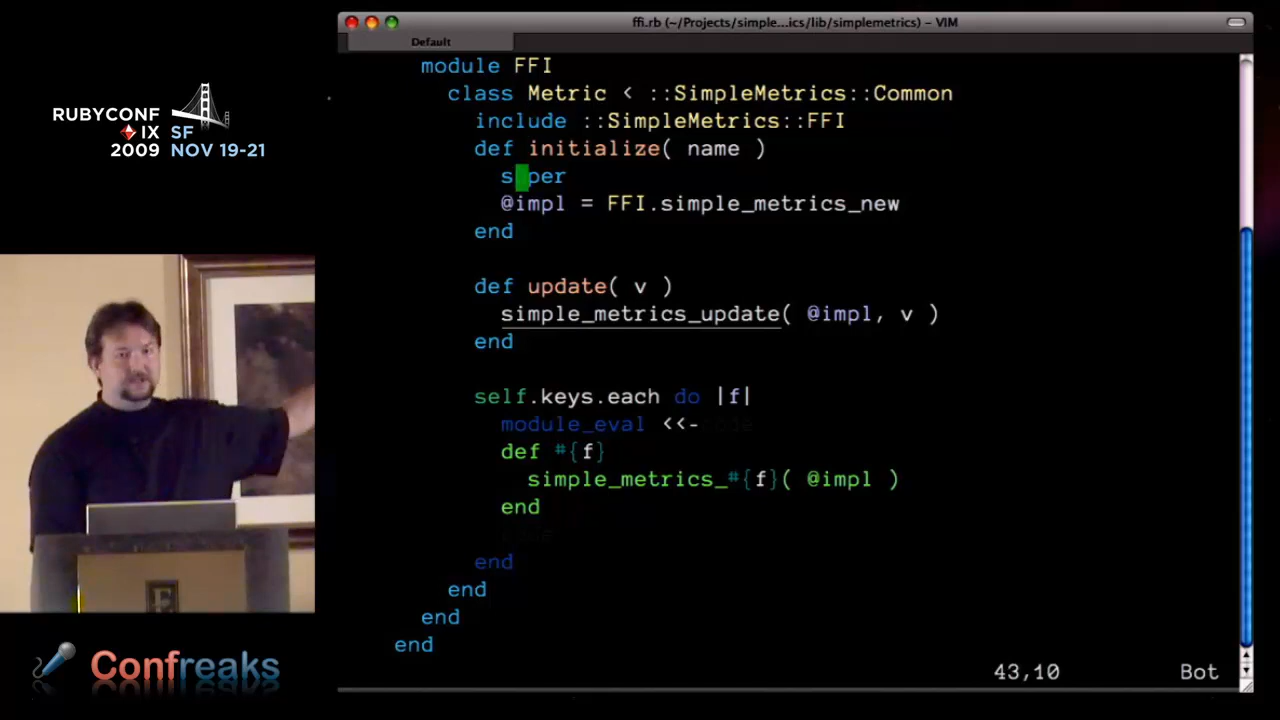 ffi.rb (~/Projects/simple...ics/lib/simplemetrics) – VIM
Default
RUBYCONF
IX SF
2009 NOV 19-21
module FFI
class Metric < ::SimpleMetrics::Common
include ::SimpleMetrics::FFI
def initialize( name )
super
@impl = FFI.simple_metrics_new
end
def update( v )
simple_metrics_update( @impl, v )
end
self.keys.each do |f|
module_eval <<-code
def #{f}
simple_metrics_#{f}( @impl )
end
code
end
end
end
end
43,10 Bot
Confreaks